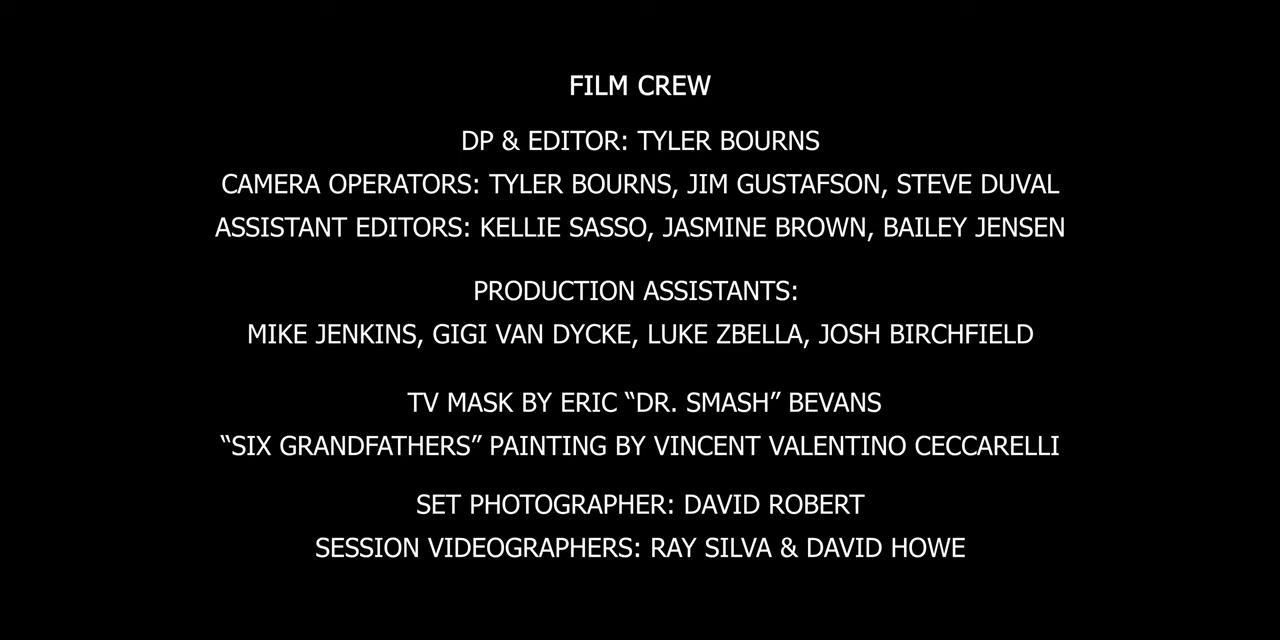 FILM CREW
DP & EDITOR: TYLER BOURNS
CAMERA OPERATORS: TYLER BOURNS, JIM GUSTAFSON, STEVE DUVAL
ASSISTANT EDITORS: KELLIE SASSO, JASMINE BROWN, BAILEY JENSEN
PRODUCTION ASSISTANTS:
MIKE JENKINS, GIGI VAN DYCKE, LUKE ZBELLA, JOSH BIRCHFIELD
TV MASK BY ERIC “DR. SMASH” BEVANS
“SIX GRANDFATHERS” PAINTING BY VINCENT VALENTINO CECCARELLI
SET PHOTOGRAPHER: DAVID ROBERT
SESSION VIDEOGRAPHERS: RAY SILVA & DAVID HOWE